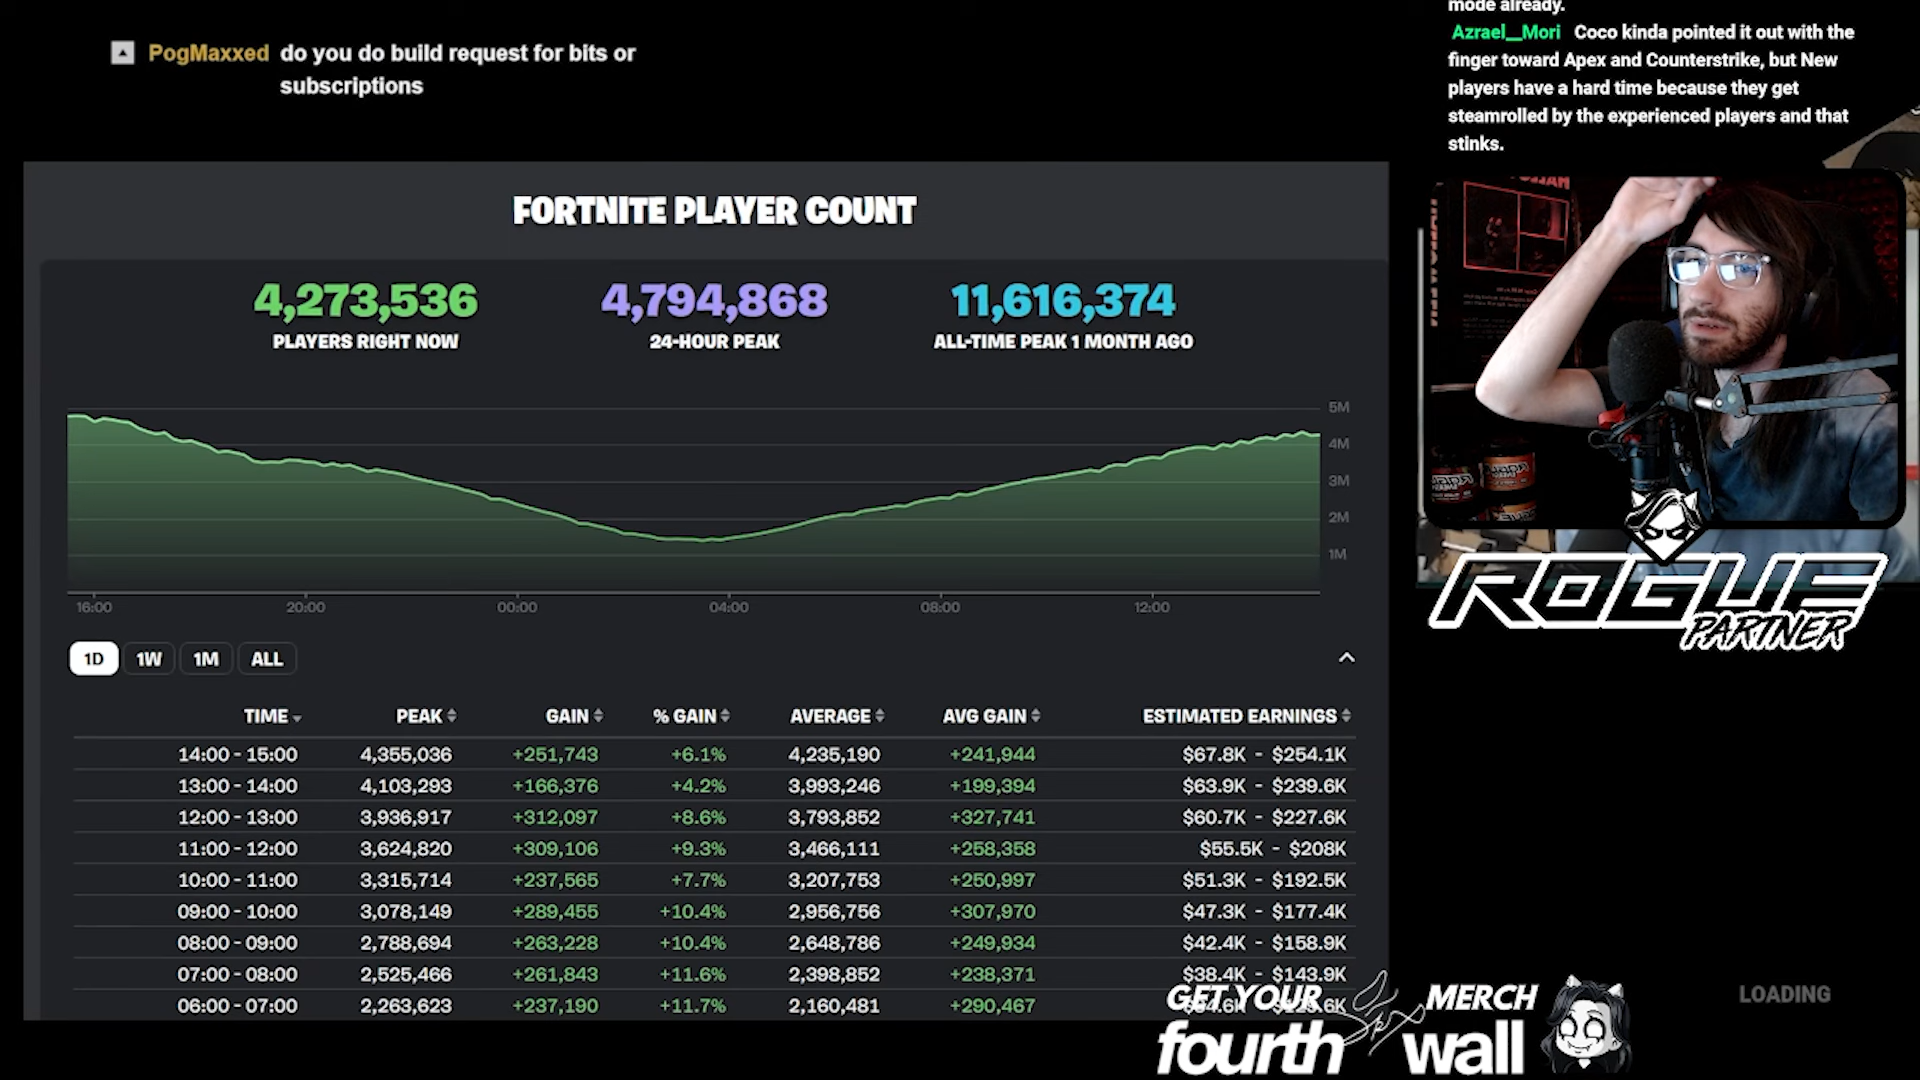 PogMaxxed do you do build request for bits or
subscriptions
mode already.
Azrael__Mori Coco kinda pointed it out with the
finger toward Apex and Counterstrike, but New
players have a hard time because they get
steamrolled by the experienced players and that
stinks.
FORTNITE PLAYER COUNT
4,273,536 4,794,868 11,616,374
PLAYERS RIGHT NOW 24-HOUR PEAK ALL-TIME PEAK 1 MONTH AGO
5M
4M
3M
2M
1M
16:00 20:00 00:00 04:00 08:00 12:00
1D 1W 1M ALL
TIME PEAK GAIN % GAIN AVERAGE AVG GAIN ESTIMATED EARNINGS
14:00 - 15:00 4,355,036 +251,743 +6.1% 4,235,190 +241,944 $67.8K - $254.1K
13:00 - 14:00 4,103,293 +166,376 +4.2% 3,993,246 +199,394 $63.9K - $239.6K
12:00 - 13:00 3,936,917 +312,097 +8.6% 3,793,852 +327,741 $60.7K - $227.6K
11:00 - 12:00 3,624,820 +309,106 +9.3% 3,466,111 +258,358 $55.5K - $208K
10:00 - 11:00 3,315,714 +237,565 +7.7% 3,207,753 +250,997 $51.3K - $192.5K
09:00 - 10:00 3,078,149 +289,455 +10.4% 2,956,756 +307,970 $47.3K - $177.4K
08:00 - 09:00 2,788,694 +263,228 +10.4% 2,648,786 +249,934 $42.4K - $158.9K
07:00 - 08:00 2,525,466 +261,843 +11.6% 2,398,852 +238,371 $38.4K - $143.9K
06:00 - 07:00 2,263,623 +237,190 +11.7% 2,160,481 +290,467
ROGUE
PARTNER
GET YOUR MERCH
fourth wall
LOADING